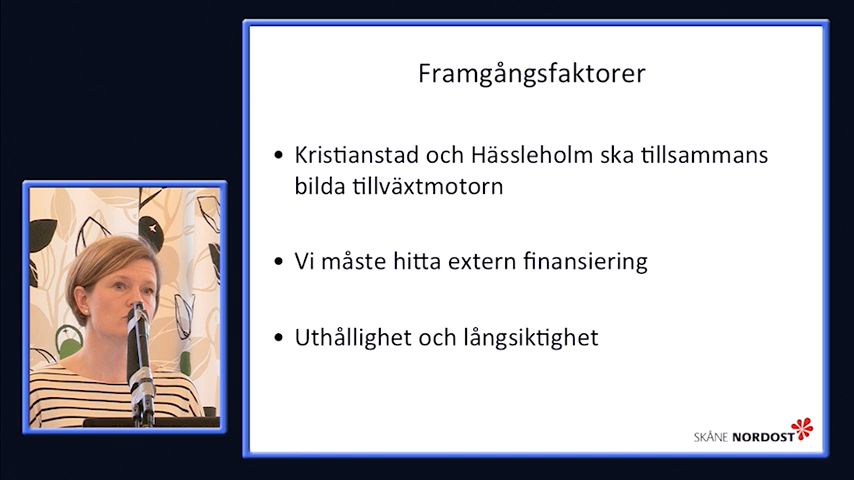 Framgångsfaktorer
• Kristianstad och Hässleholm ska tillsammans
bilda tillväxtmotorn
• Vi måste hitta extern finansiering
• Uthållighet och långsiktighet
SKÅNE NORDOST